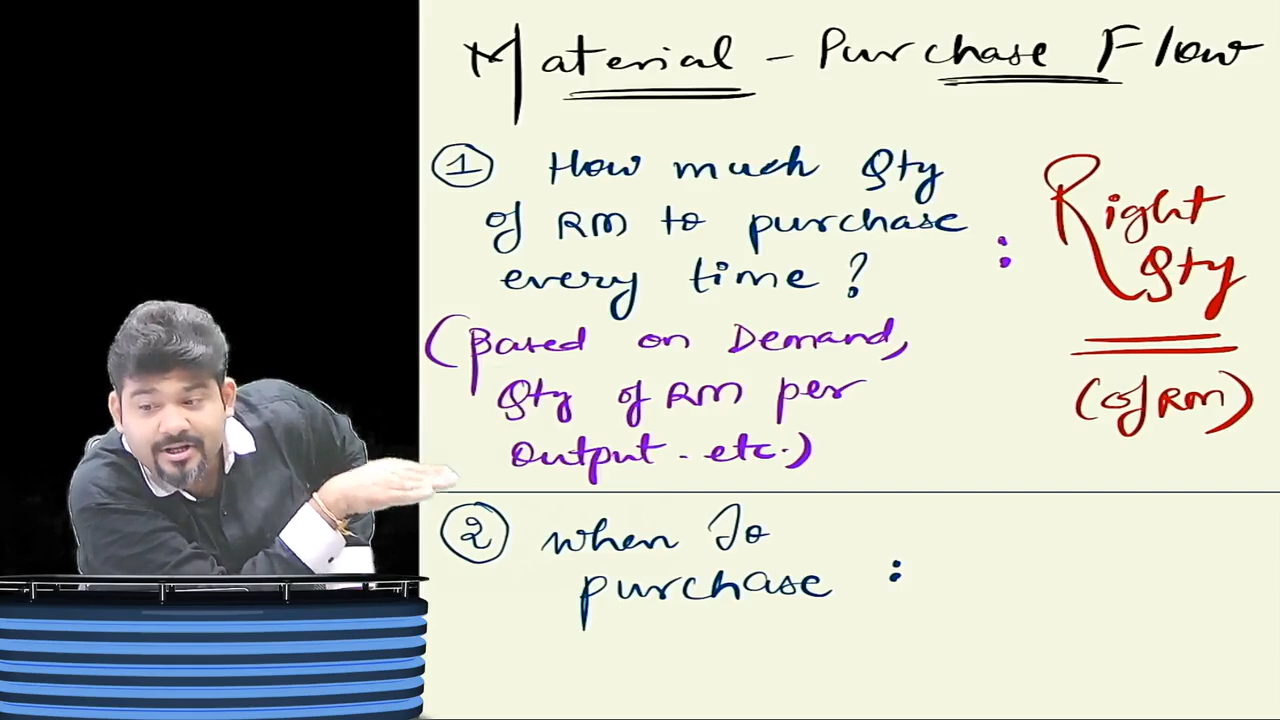 Material - Purchase Flow
① How much Qty
of RM to purchase
every time ?
:
Right
Qty
(of RM)
(Based on Demand,
Qty of RM per
output. etc.)
② when To
purchase :